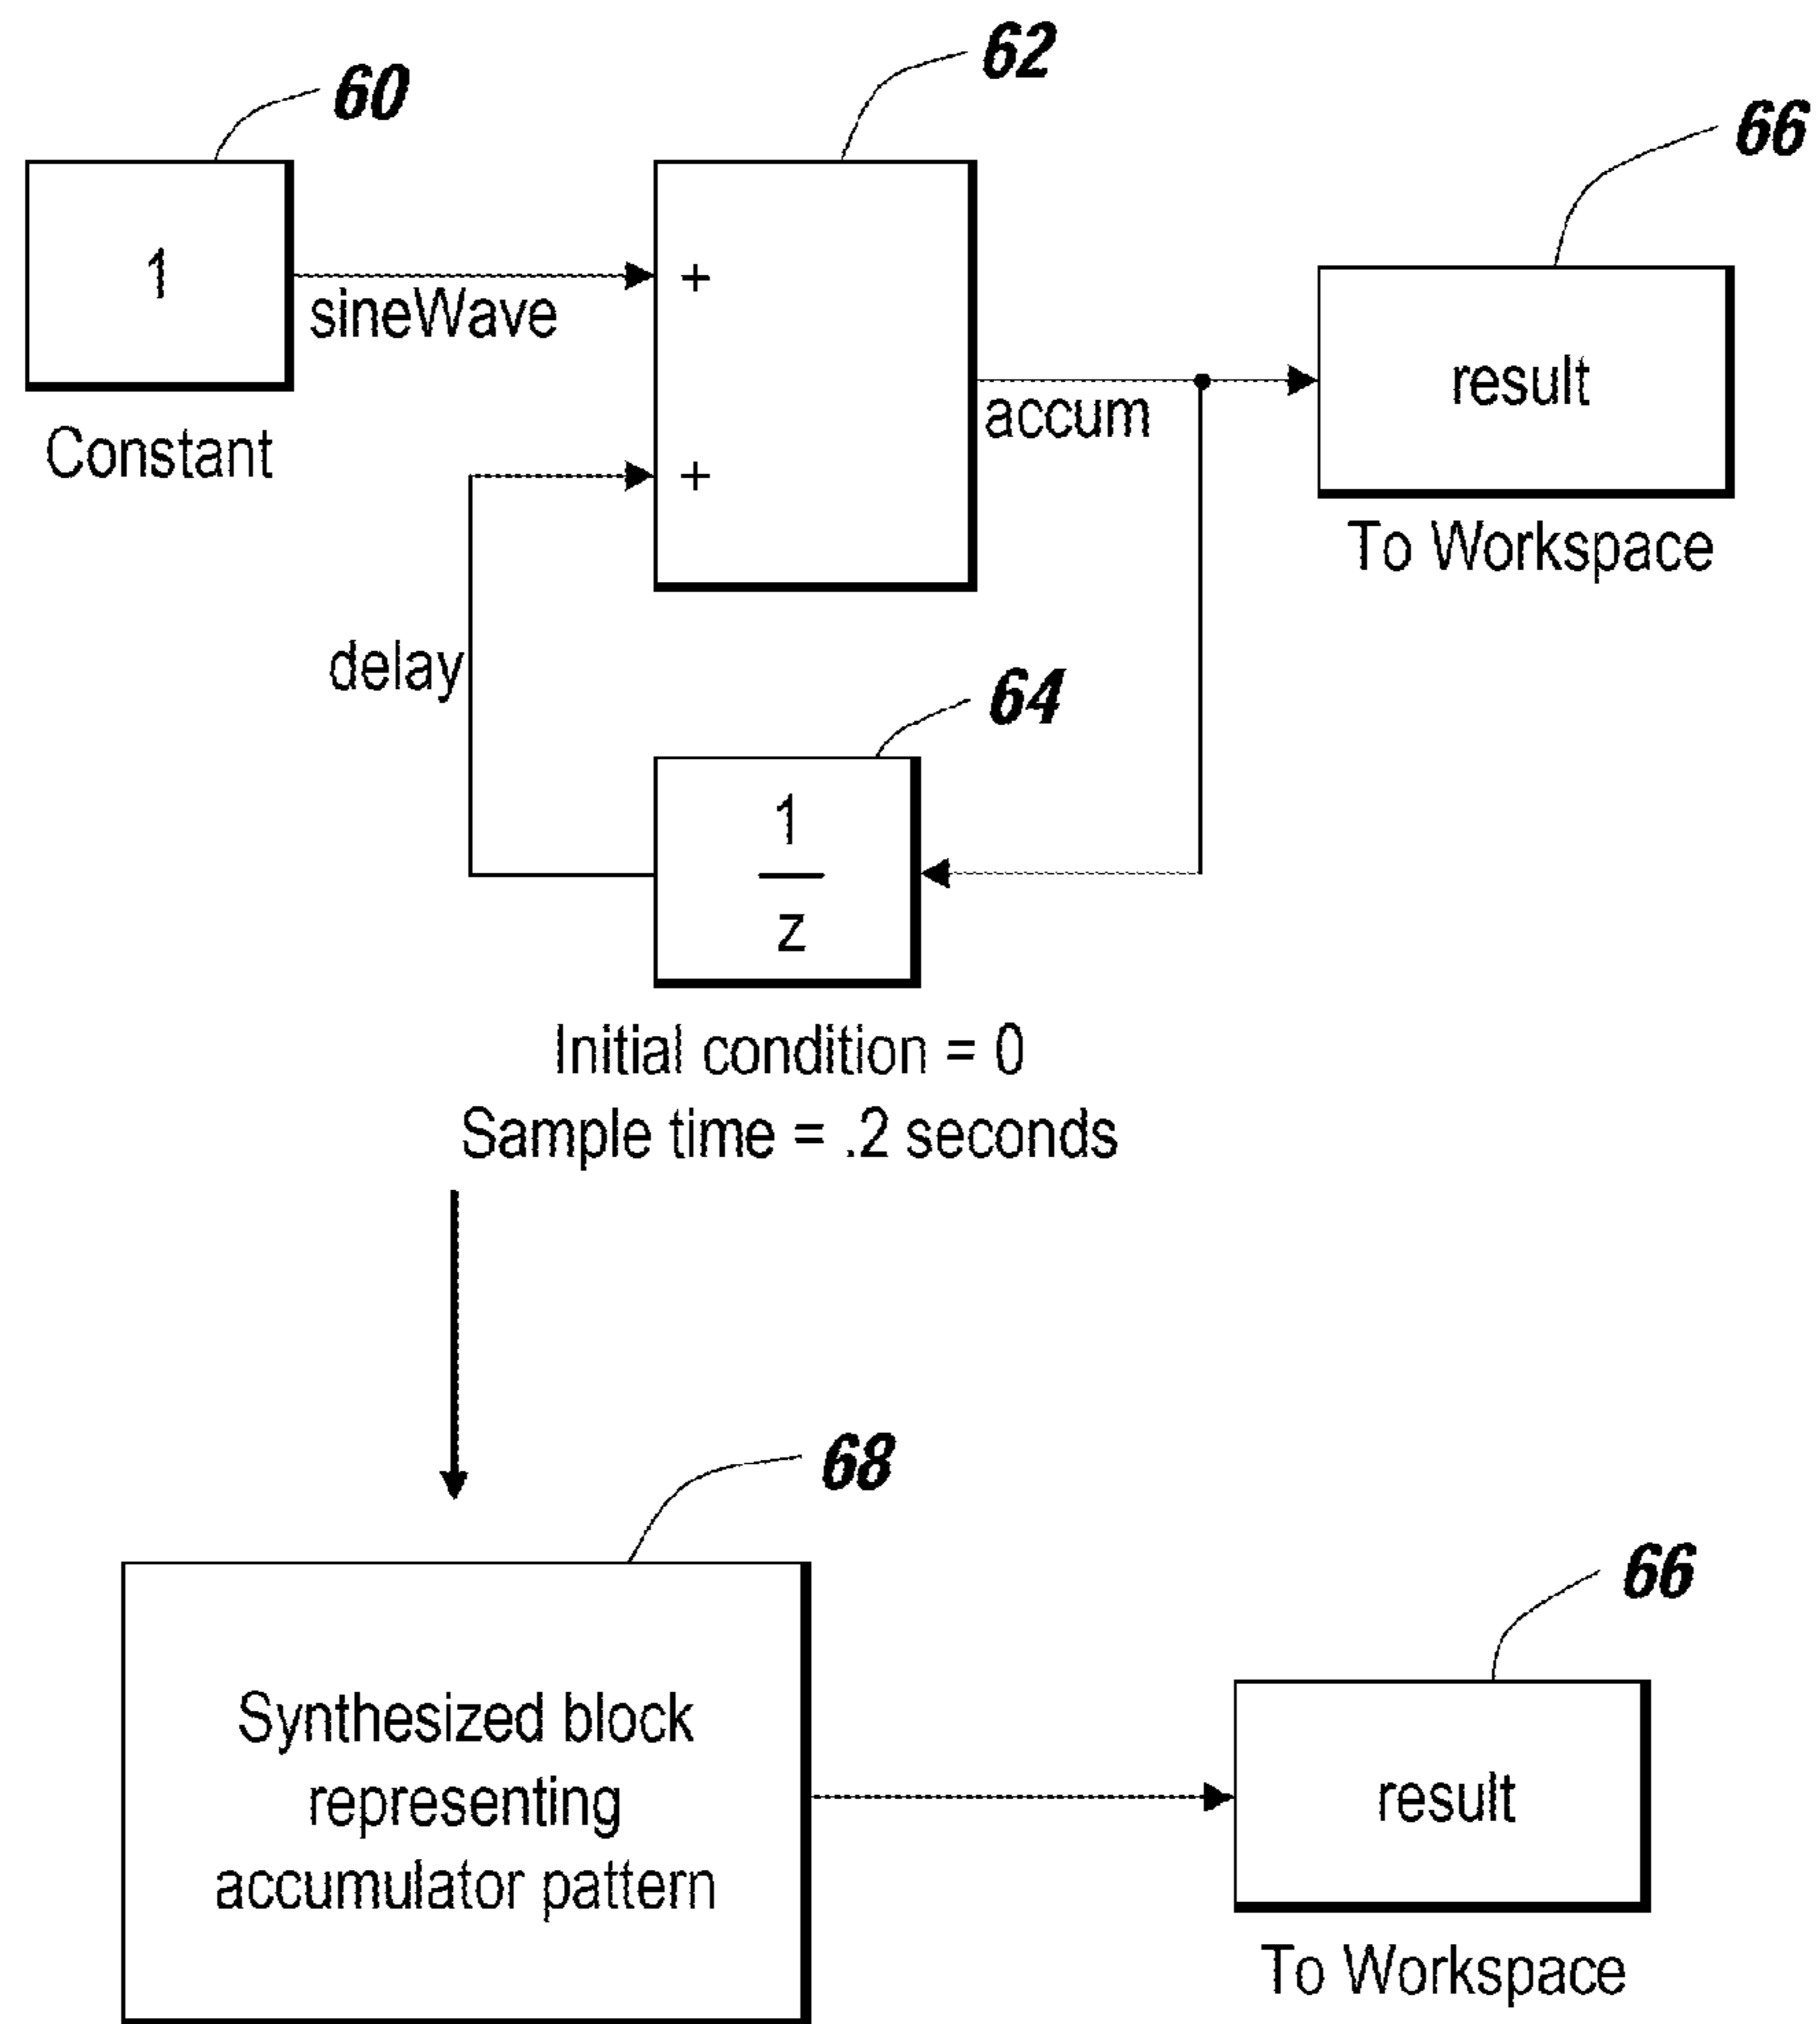 60
62
66
1
sineWave
Constant
+
+
accum
result
To Workspace
delay
64
1
z
Initial condition = 0
Sample time = .2 seconds
68
66
Synthesized block
representing
accumulator pattern
result
To Workspace